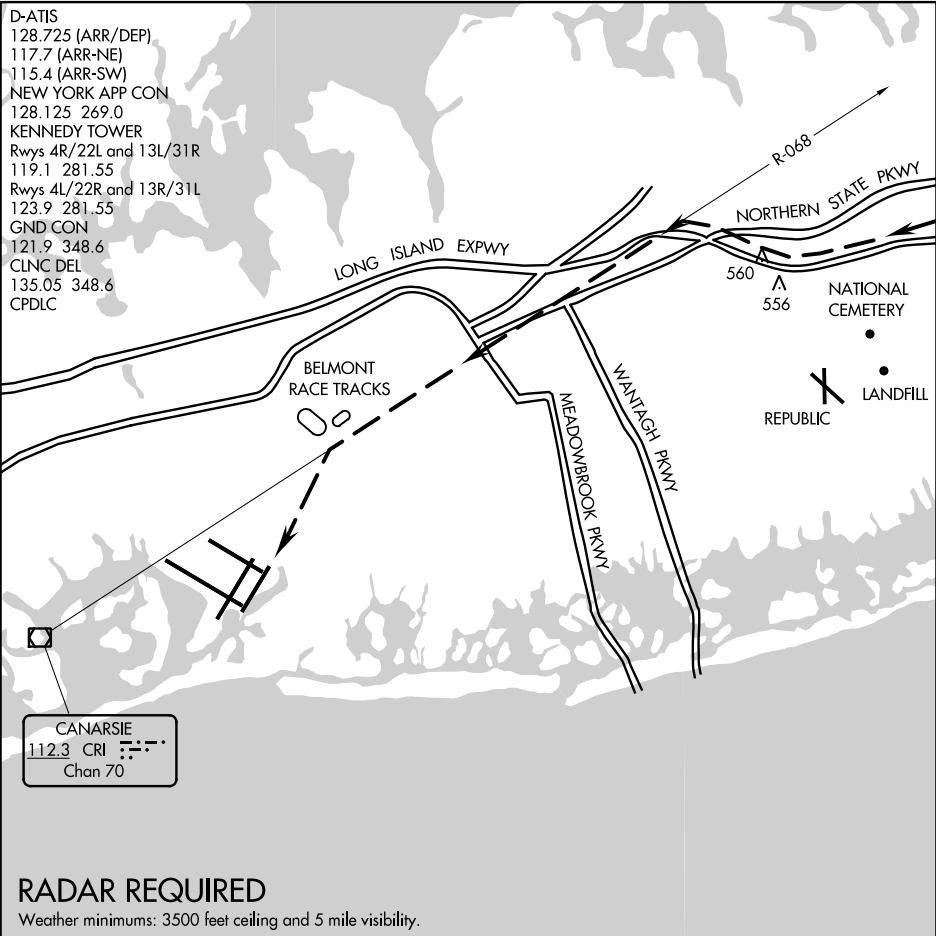 D-ATIS
128.725 (ARR/DEP)
117.7 (ARR-NE)
115.4 (ARR-SW)
NEW YORK APP CON
128.125 269.0
KENNEDY TOWER
Rwys 4R/22L and 13L/31R
119.1 281.55
Rwys 4L/22R and 13R/31L
123.9 281.55
GND CON
121.9 348.6
CLNC DEL
135.05 348.6
CPDLC
R-068
NORTHERN STATE PKWY
LONG ISLAND EXPWY
560
556
NATIONAL
CEMETERY
LANDFILL
REPUBLIC
BELMONT
RACE TRACKS
WANTAGH PKWY
MEADOWBROOK PKWY
CANARSIE
112.3 CRI
Chan 70
RADAR REQUIRED
Weather minimums: 3500 feet ceiling and 5 mile visibility.